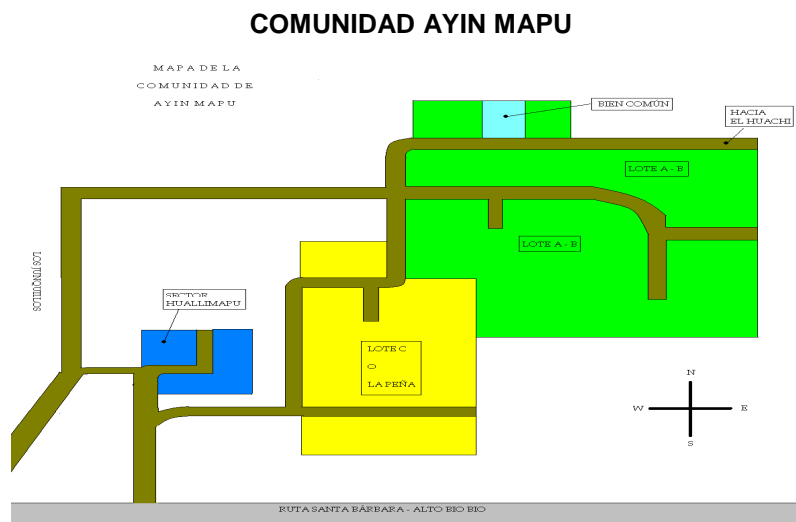 COMUNIDAD AYIN MAPU
MAPA DE LA
COMUNIDAD DE
AYIN MAPU
BIEN COMÚN
HACIA
EL HUACHI
LOTE A - B
LOTE A - B
LOS JUNQUILOS
SECTOR
HUALLIMAPU
LOTE C
O
LA PEÑA
N
W
E
S
RUTA SANTA BÁRBARA - ALTO BIO BIO